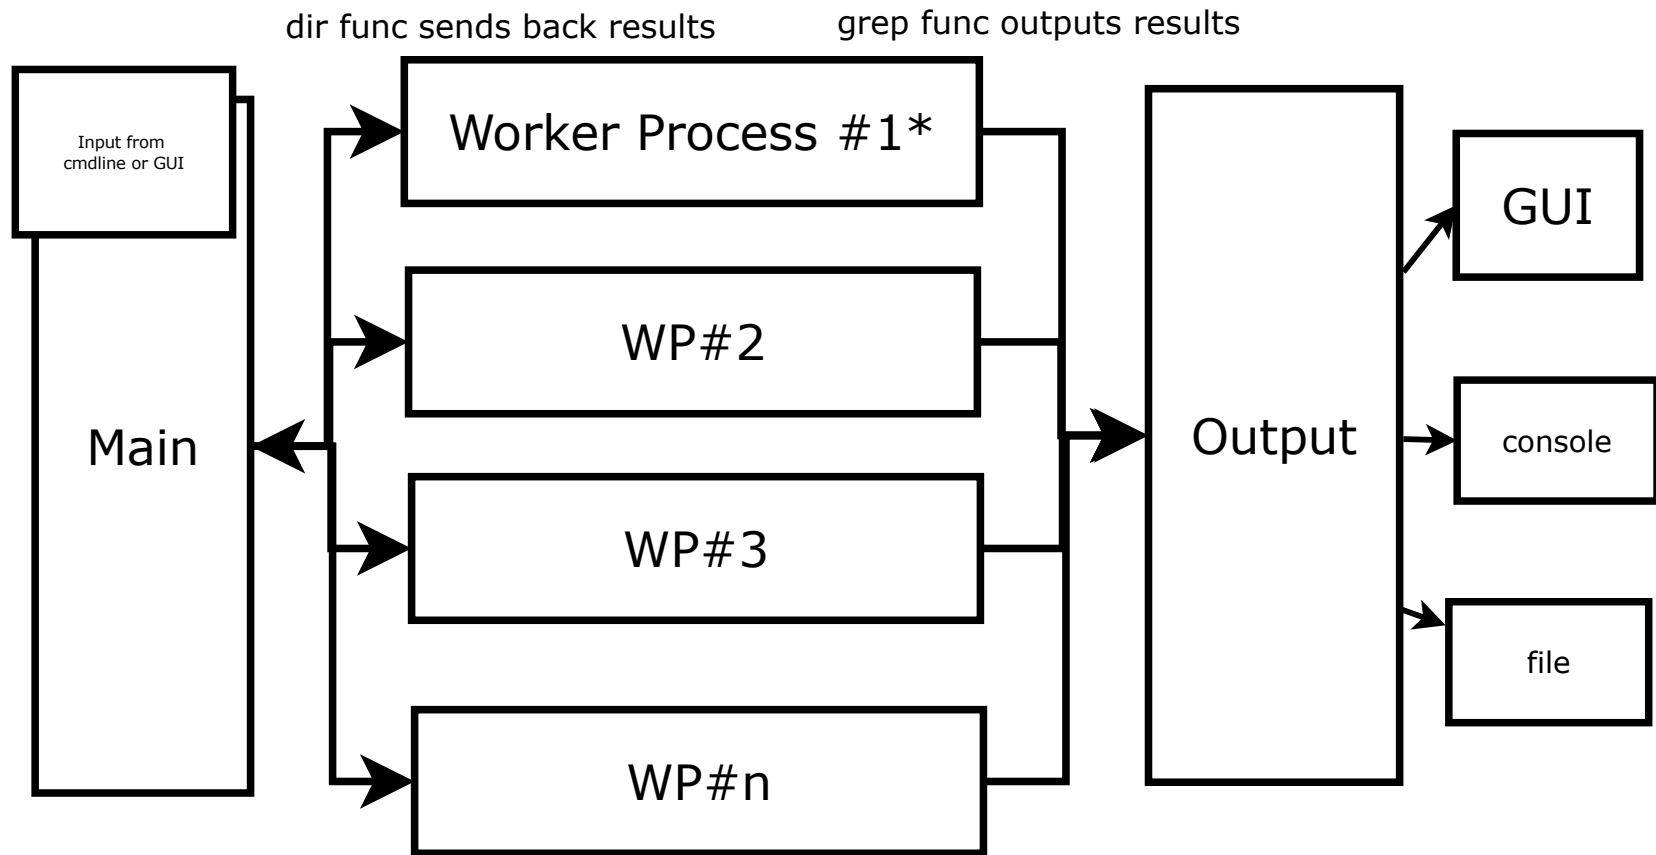 dir func sends back results
grep func outputs results
Input from
cmdline or GUI
Main
Worker Process #1*
WP#2
WP#3
WP#n
Output
GUI
console
file